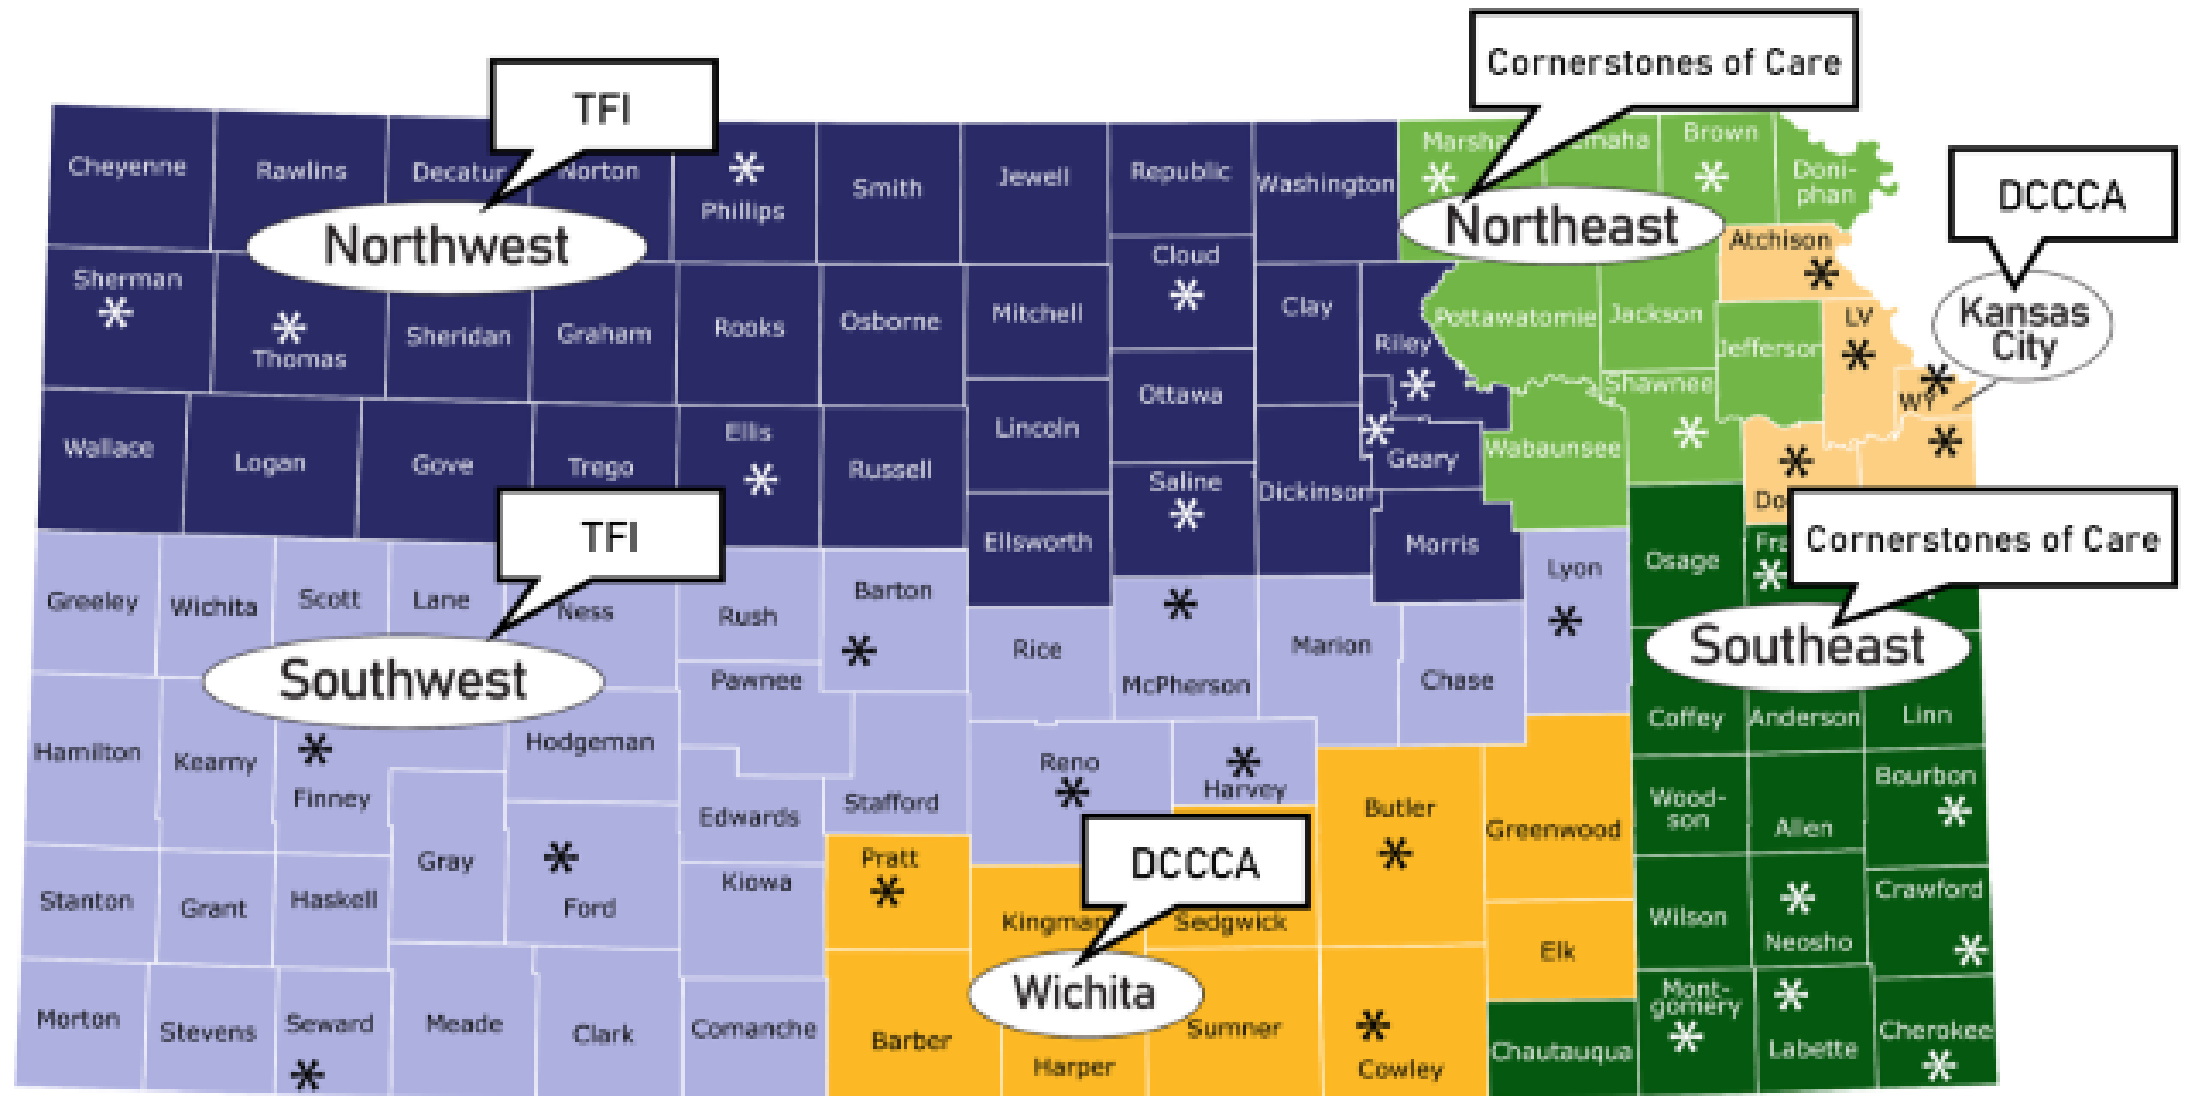 Cornerstones of Care
TFI
DCCCA
Cheyenne
Rawlins
Decatur
Norton
Phillips
Smith
Jewell
Republic
Washington
Brown
Doni-
phan
Northwest
Northeast
Atchison
Kansas
City
Sherman
Thomas
Sheridan
Graham
Rooks
Osborne
Mitchell
Cloud
Clay
Riley
Pottawatomie
Jackson
Jefferson
LV
Shawnee
WY
Ottawa
Wallace
Logan
Gove
Trego
Ellis
Russell
Lincoln
Saline
Dickinson
Geary
Wabaunsee
TFI
Ellsworth
Morris
Lyon
Osage
Do
Fra
Cornerstones of Care
Greeley
Wichita
Scott
Lane
Ness
Rush
Barton
Rice
McPherson
Marion
Chase
Southwest
Southeast
Pawnee
Hamilton
Kearny
Finney
Hodgeman
Edwards
Stafford
Reno
Harvey
Butler
Greenwood
Coffey
Anderson
Linn
Wood-
son
Allen
Bourbon
Stanton
Grant
Haskell
Gray
Ford
Kiowa
Pratt
DCCCA
Kingman
Sedgwick
Elk
Wilson
Neosho
Crawford
Wichita
Morton
Stevens
Seward
Meade
Clark
Comanche
Barber
Harper
Sumner
Cowley
Chautauqua
Mont-
gomery
Labette
Cherokee